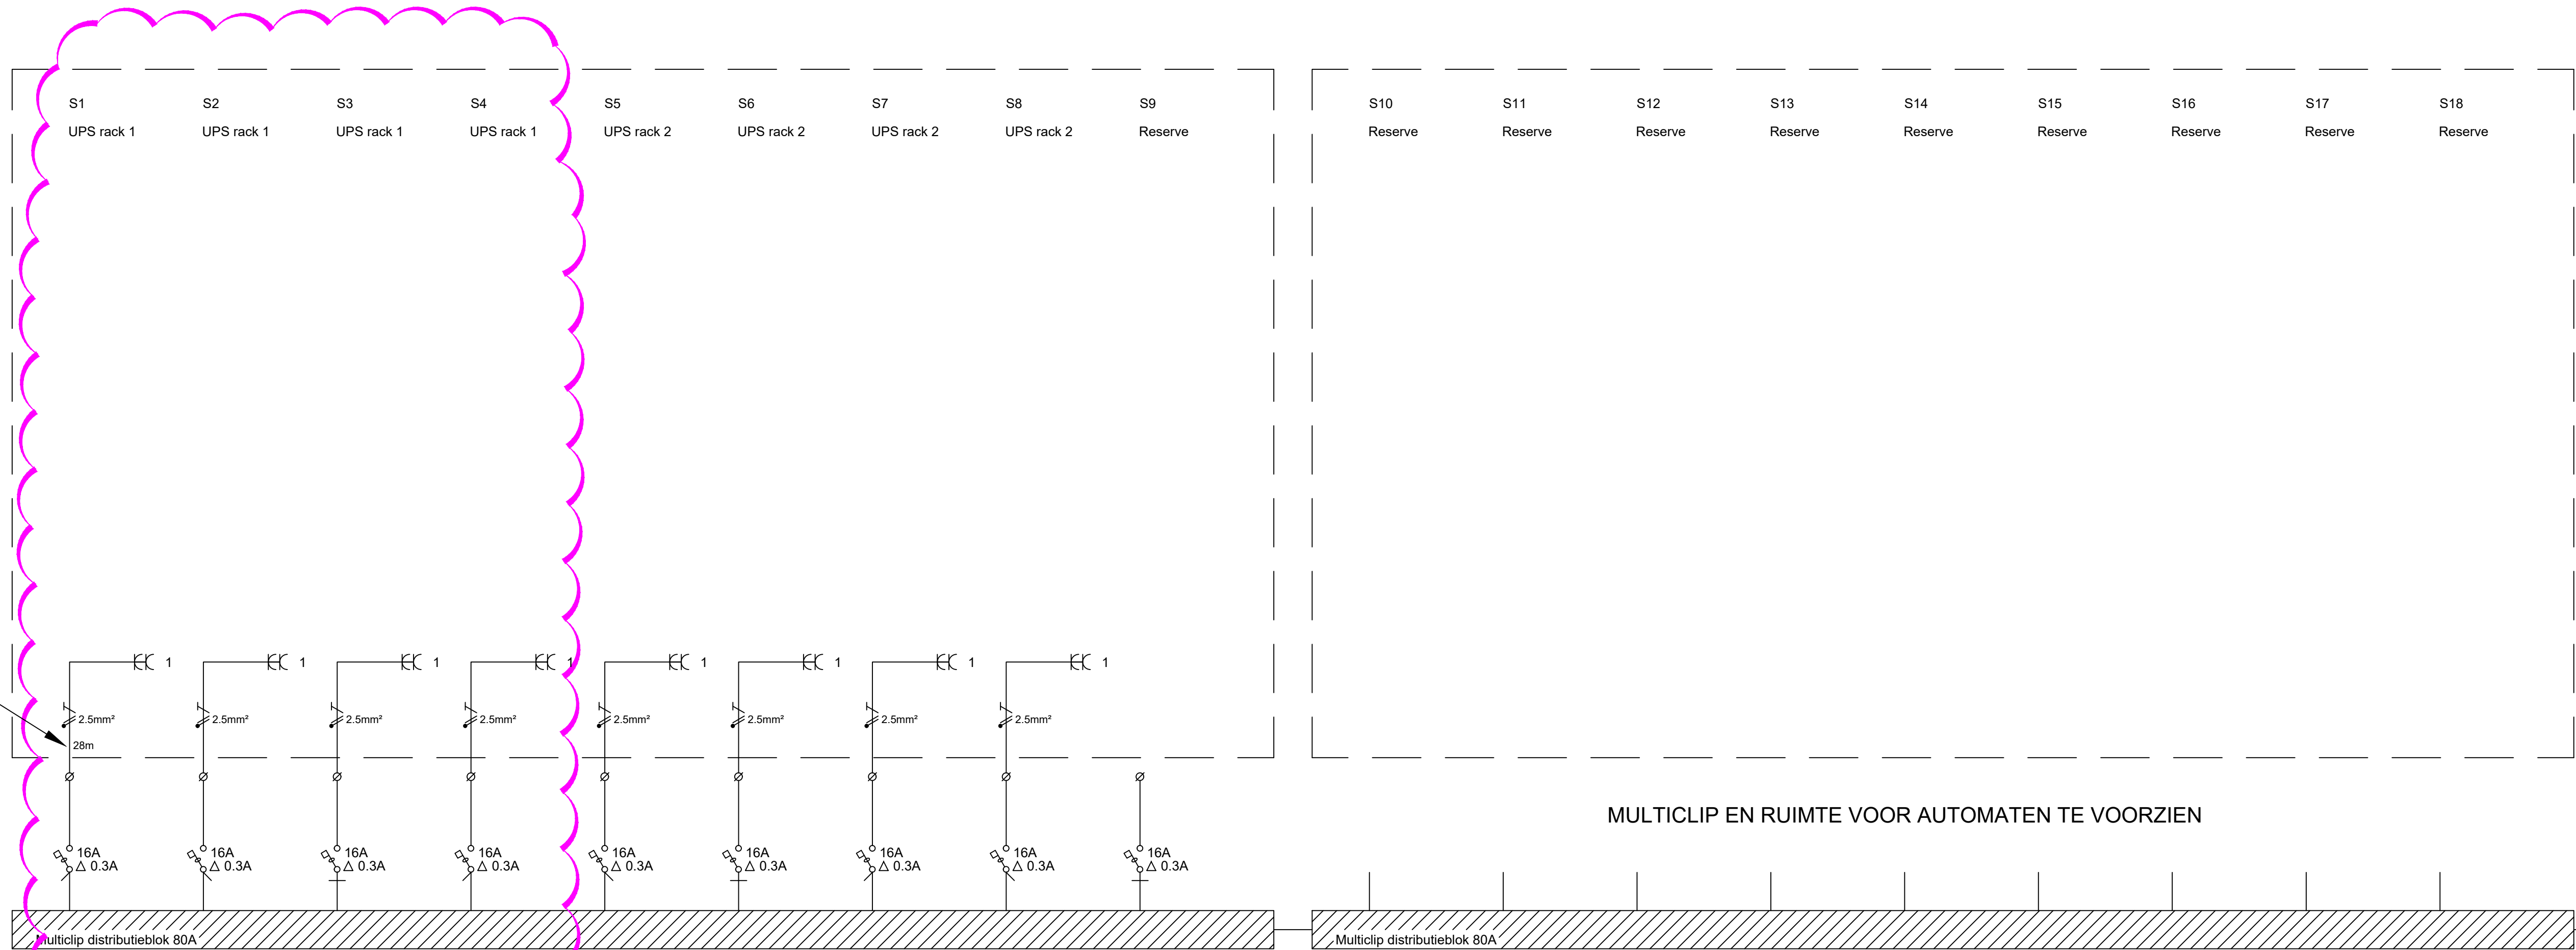 S1 S2 S3 S4 S5 S6 S7 S8 S9 S10 S11 S12 S13 S14 S15 S16 S17 S18
UPS rack 1 UPS rack 1 UPS rack 1 UPS rack 1 UPS rack 2 UPS rack 2 UPS rack 2 UPS rack 2 Reserve Reserve Reserve Reserve Reserve Reserve Reserve Reserve Reserve Reserve
1 1 1 1 1 1 1 1
2.5mm² 2.5mm² 2.5mm² 2.5mm² 2.5mm² 2.5mm² 2.5mm² 2.5mm²
28m
MULTICLIP EN RUIMTE VOOR AUTOMATEN TE VOORZIEN
16A 16A 16A 16A 16A 16A 16A 16A 16A
Δ 0.3A Δ 0.3A Δ 0.3A Δ 0.3A Δ 0.3A Δ 0.3A Δ 0.3A Δ 0.3A Δ 0.3A
Multiclip distributieblok 80A Multiclip distributieblok 80A